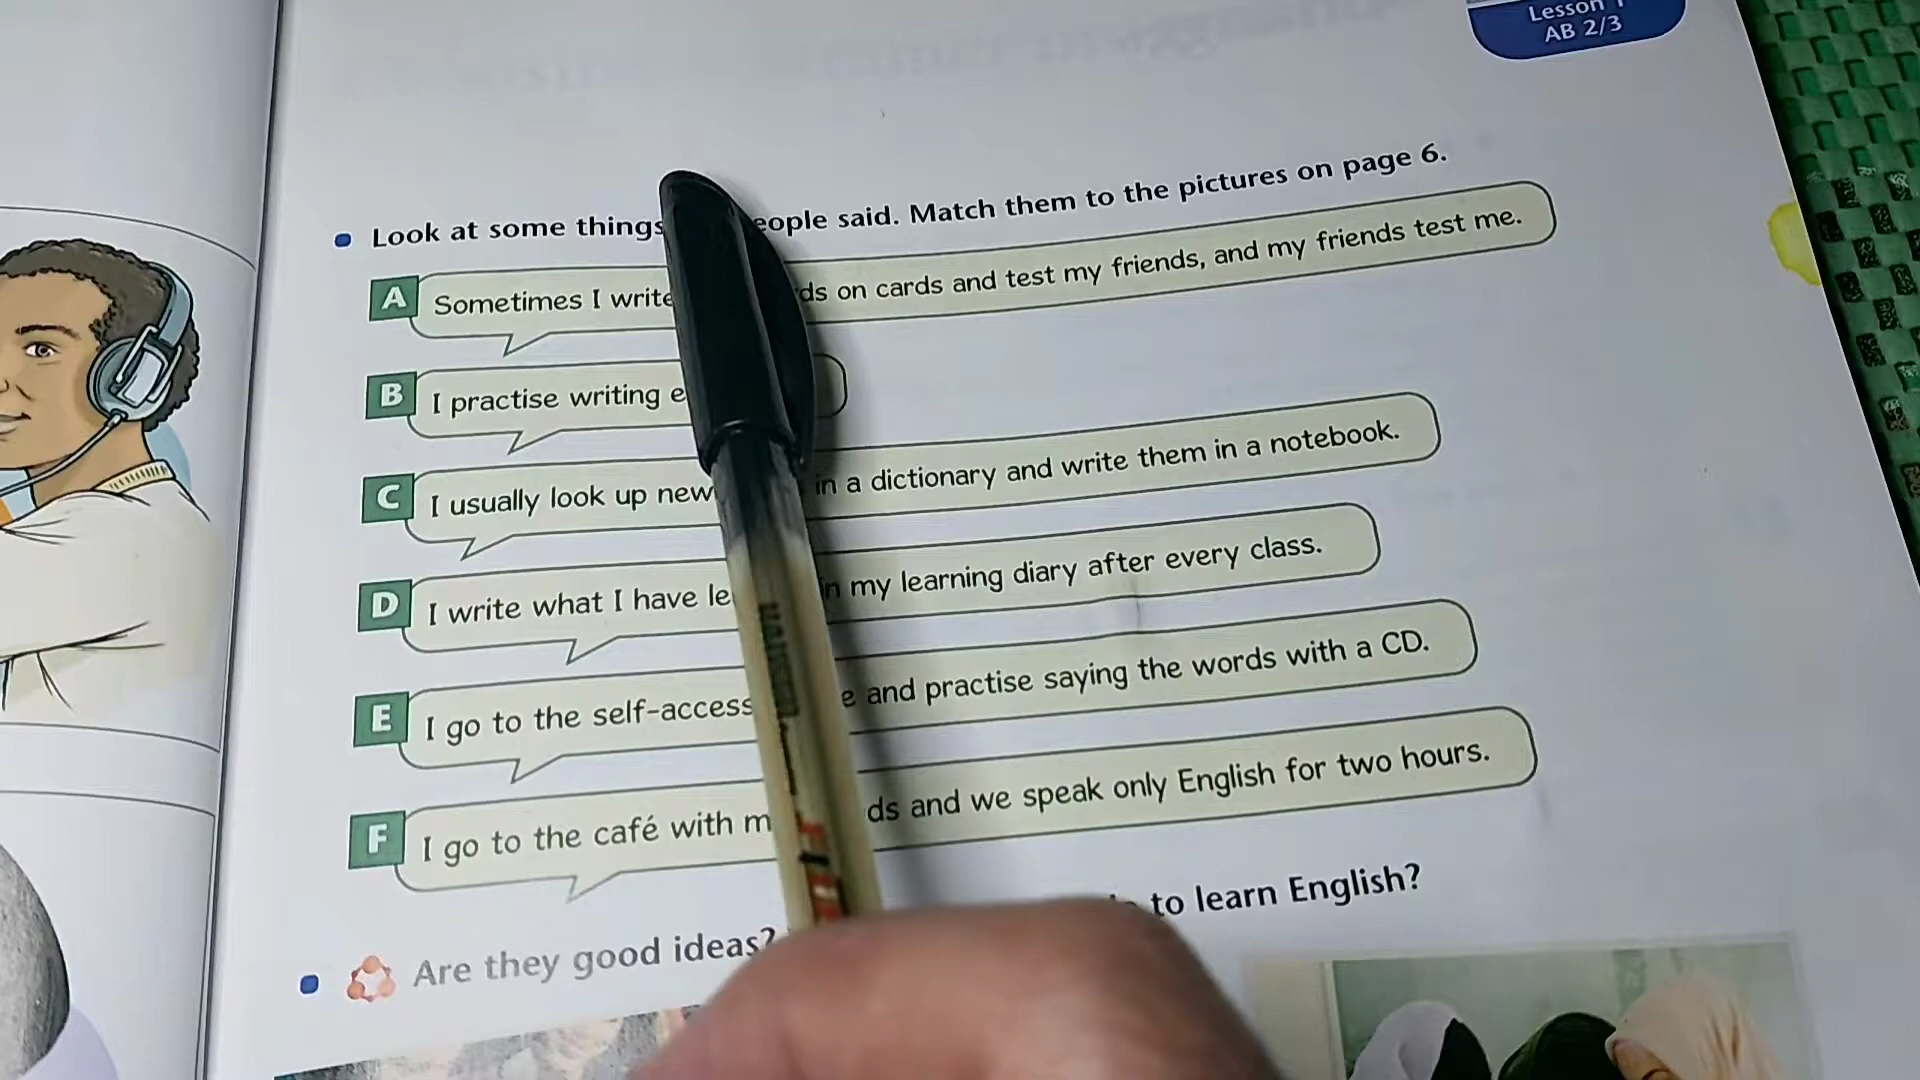 Lesson 1
AB 2/3
Look at some things eople said. Match them to the pictures on page 6.
A Sometimes I write ds on cards and test my friends, and my friends test me.
B I practise writing e
C I usually look up new in a dictionary and write them in a notebook.
D I write what I have le n my learning diary after every class.
E I go to the self-access e and practise saying the words with a CD.
F I go to the café with m ds and we speak only English for two hours.
Are they good ideas? to learn English?